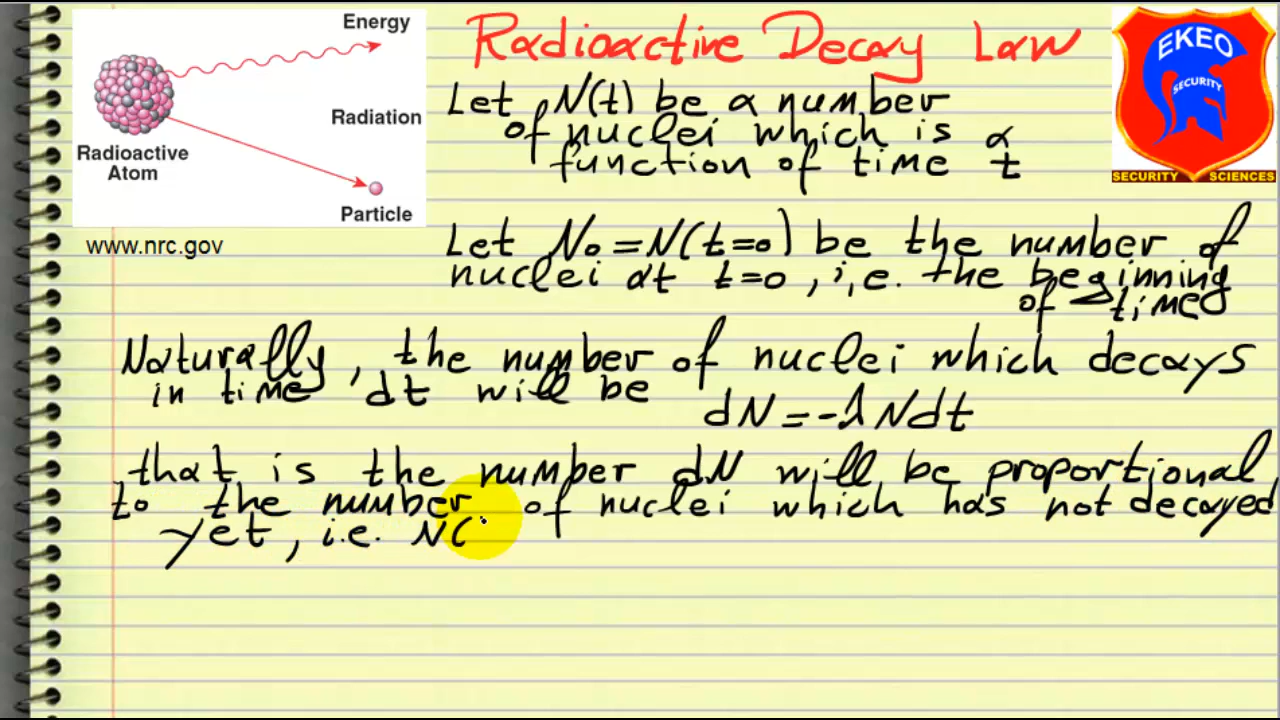 Energy
Radiation
Radioactive
Atom
Particle
www.nrc.gov
Radioactive Decay Law
EKEO
SECURITY
SECURITY SCIENCES
Let N(t) be a number
of nuclei which is a
function of time t
Let N₀ = N(t=0) be the number of
nuclei at t=0, i.e. the beginning
of time
Naturally, the number of nuclei which decays
in time dt will be
dN = -λNdt
that is the number dN will be proportional
to the number of nuclei which has not decayed
yet, i.e. N(